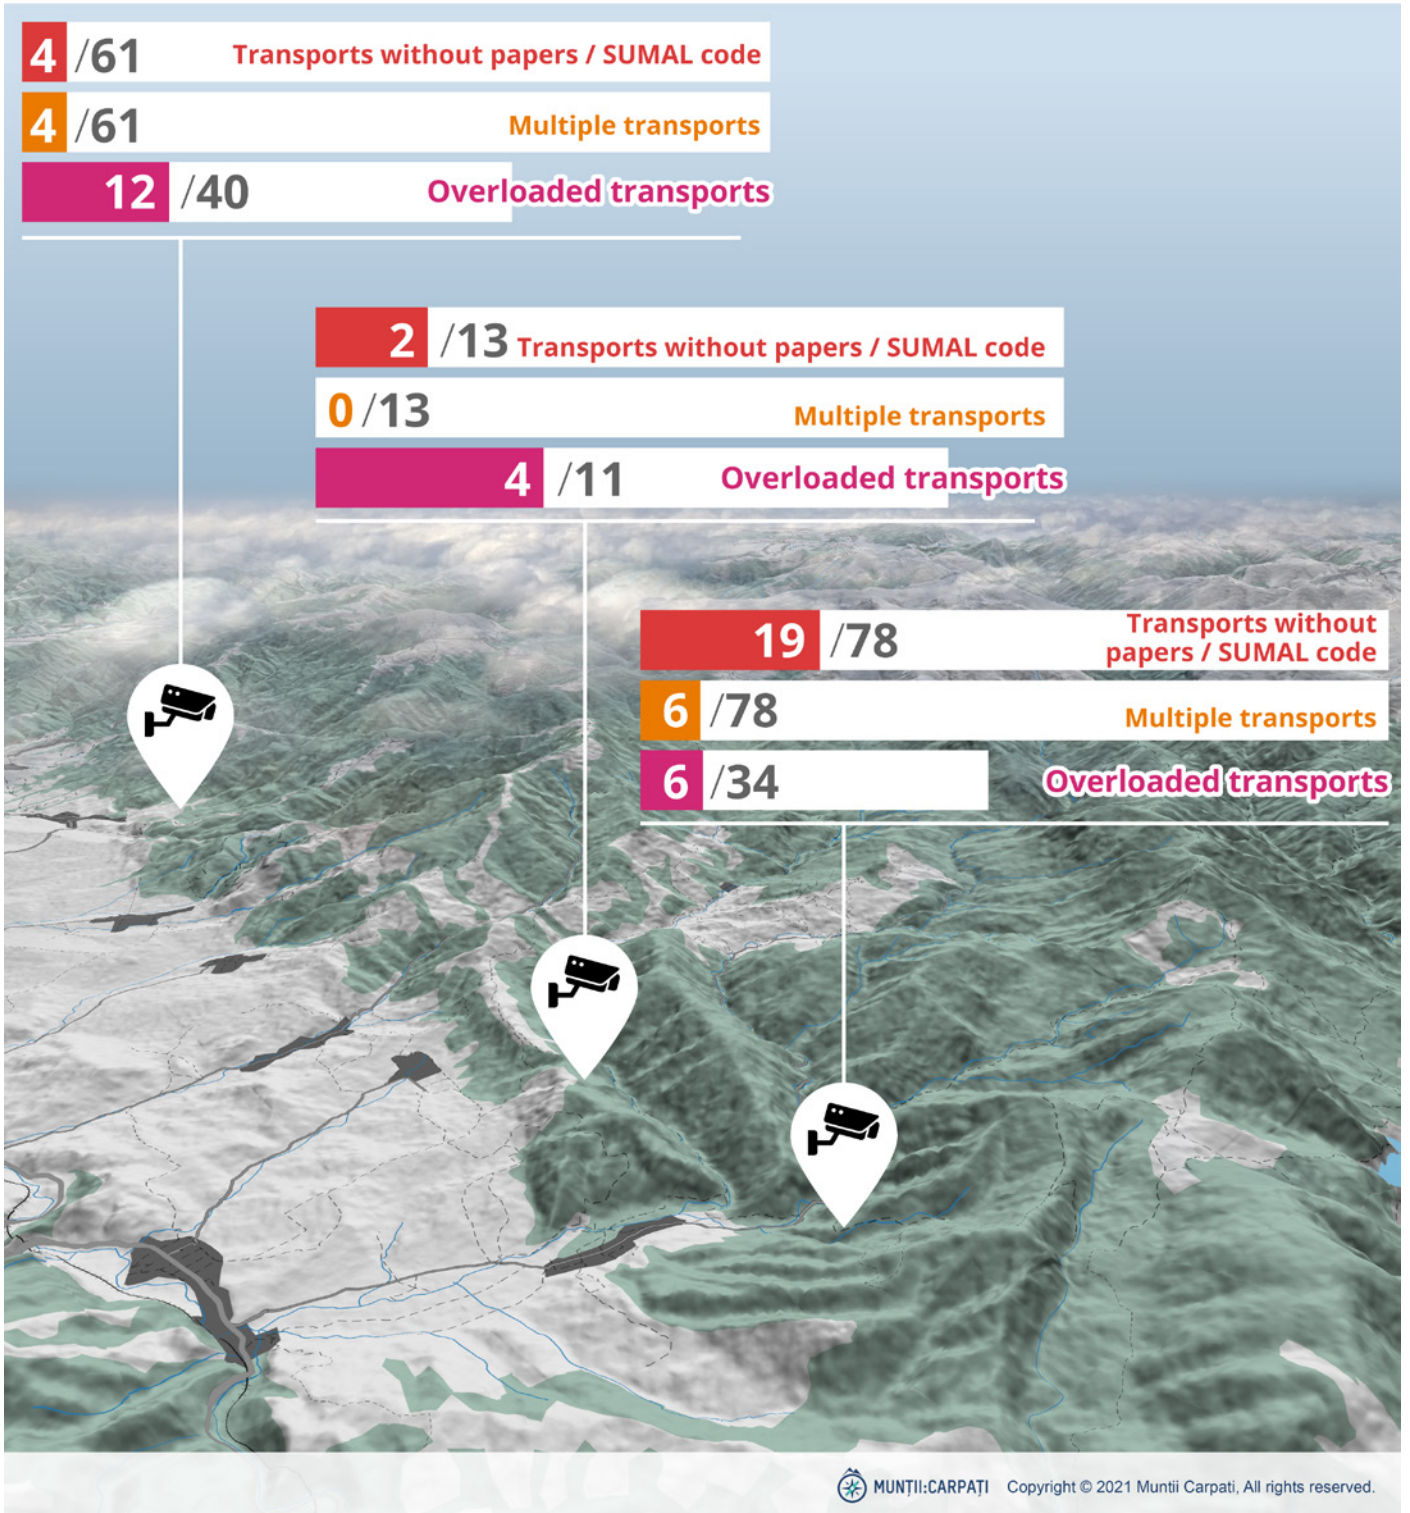 4 /61 Transports without papers / SUMAL code
4 /61 Multiple transports
12 /40 Overloaded transports
2 /13 Transports without papers / SUMAL code
0 /13 Multiple transports
4 /11 Overloaded transports
19 /78 Transports without
papers / SUMAL code
6 /78 Multiple transports
6 /34 Overloaded transports
MUNȚII:CARPAȚI Copyright © 2021 Muntii Carpati, All rights reserved.